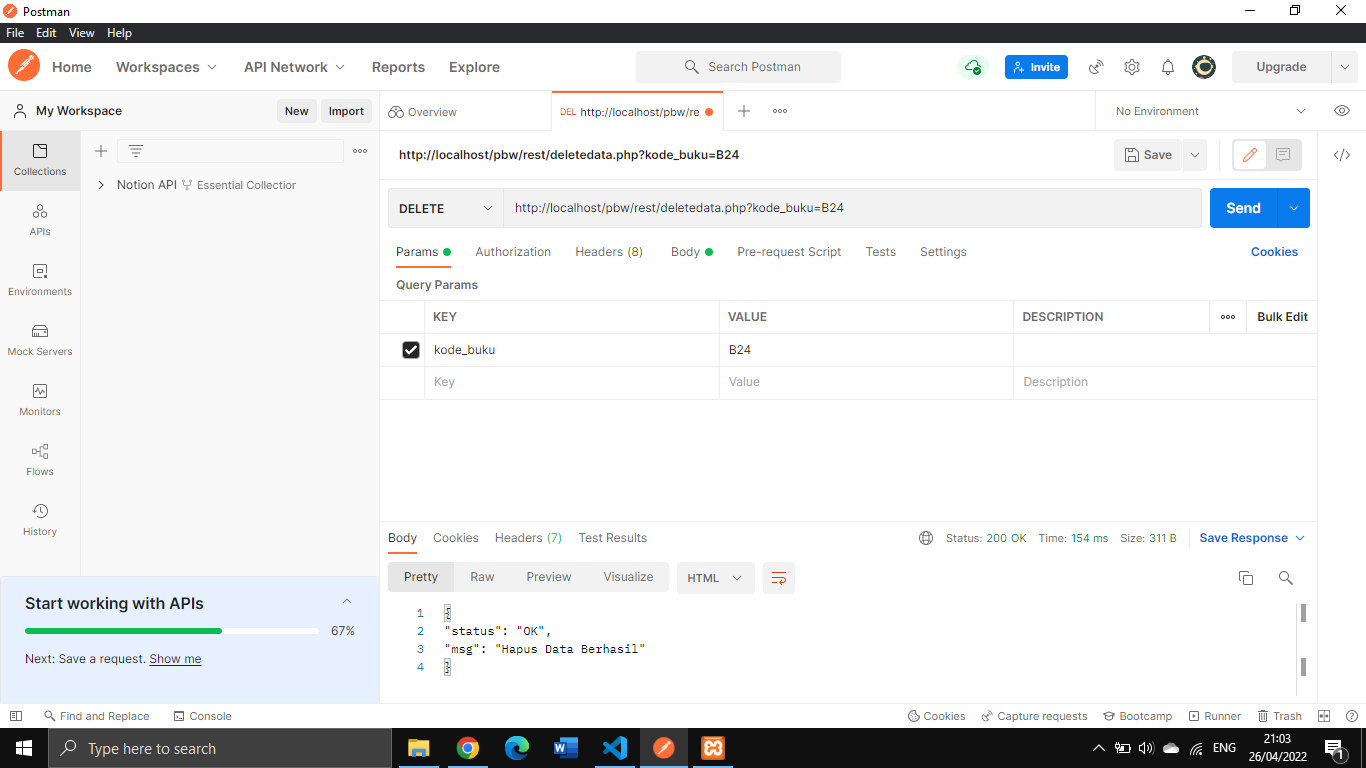 Postman
File Edit View Help
Home Workspaces API Network Reports Explore Search Postman Invite Upgrade
My Workspace New Import Overview DEL http://localhost/pbw/re No Environment
Collections
Notion API Essential Collection
APIs
Environments
Mock Servers
Monitors
Flows
History
http://localhost/pbw/rest/deletedata.php?kode_buku=B24 Save
DELETE http://localhost/pbw/rest/deletedata.php?kode_buku=B24 Send
Params Authorization Headers (8) Body Pre-request Script Tests Settings Cookies
Query Params
KEY VALUE DESCRIPTION Bulk Edit
kode_buku B24
Key Value Description
Body Cookies Headers (7) Test Results Status: 200 OK Time: 154 ms Size: 311 B Save Response
Pretty Raw Preview Visualize HTML
1 {
2 "status": "OK",
3 "msg": "Hapus Data Berhasil"
4 }
Start working with APIs
67%
Next: Save a request. Show me
Find and Replace Console Cookies Capture requests Bootcamp Runner Trash
Type here to search ENG 21:03
26/04/2022 1